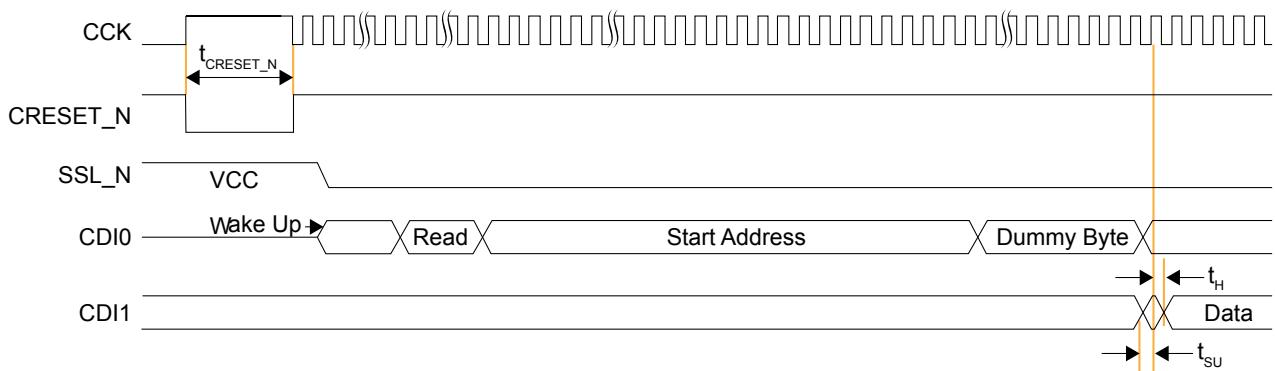 CCK
tCRESET_N
CRESET_N
SSL_N
VCC
CDI0
Wake Up
Read
Start Address
Dummy Byte
tH
CDI1
Data
tSU